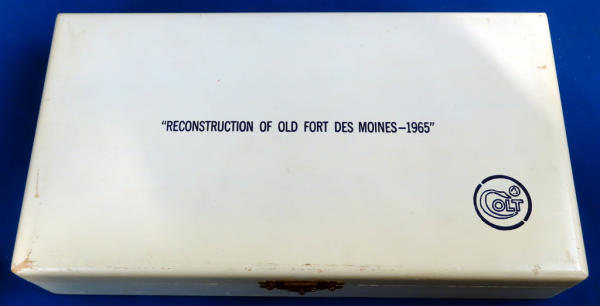 "RECONSTRUCTION OF OLD FORT DES MOINES–1965"
COLT